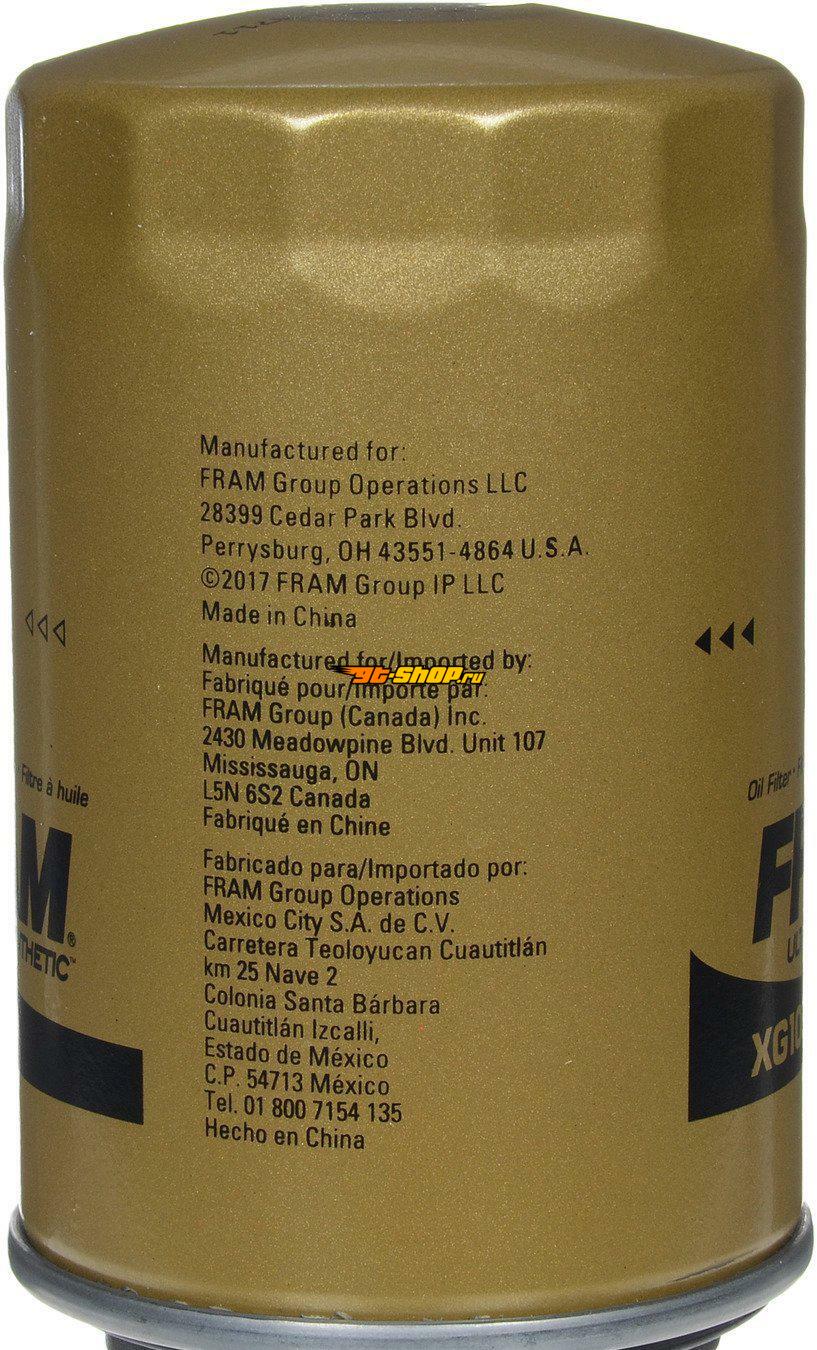 Manufactured for:
FRAM Group Operations LLC
28399 Cedar Park Blvd.
Perrysburg, OH 43551-4864 U.S.A.
©2017 FRAM Group IP LLC
Made in China
Manufactured for/Imported by:
gt-shop.ru
Fabriqué pour/Importé par:
FRAM Group (Canada) Inc.
2430 Meadowpine Blvd. Unit 107
Mississauga, ON
L5N 6S2 Canada
Fabriqué en Chine
Fabricado para/Importado por:
FRAM Group Operations
Mexico City S.A. de C.V.
Carretera Teoloyucan Cuautitlán
km 25 Nave 2
Colonia Santa Bárbara
Cuautitlán Izcalli,
Estado de México
C.P. 54713 México
Tel. 01 800 7154 135
Hecho en China
Filtre à huile
Oil Filter